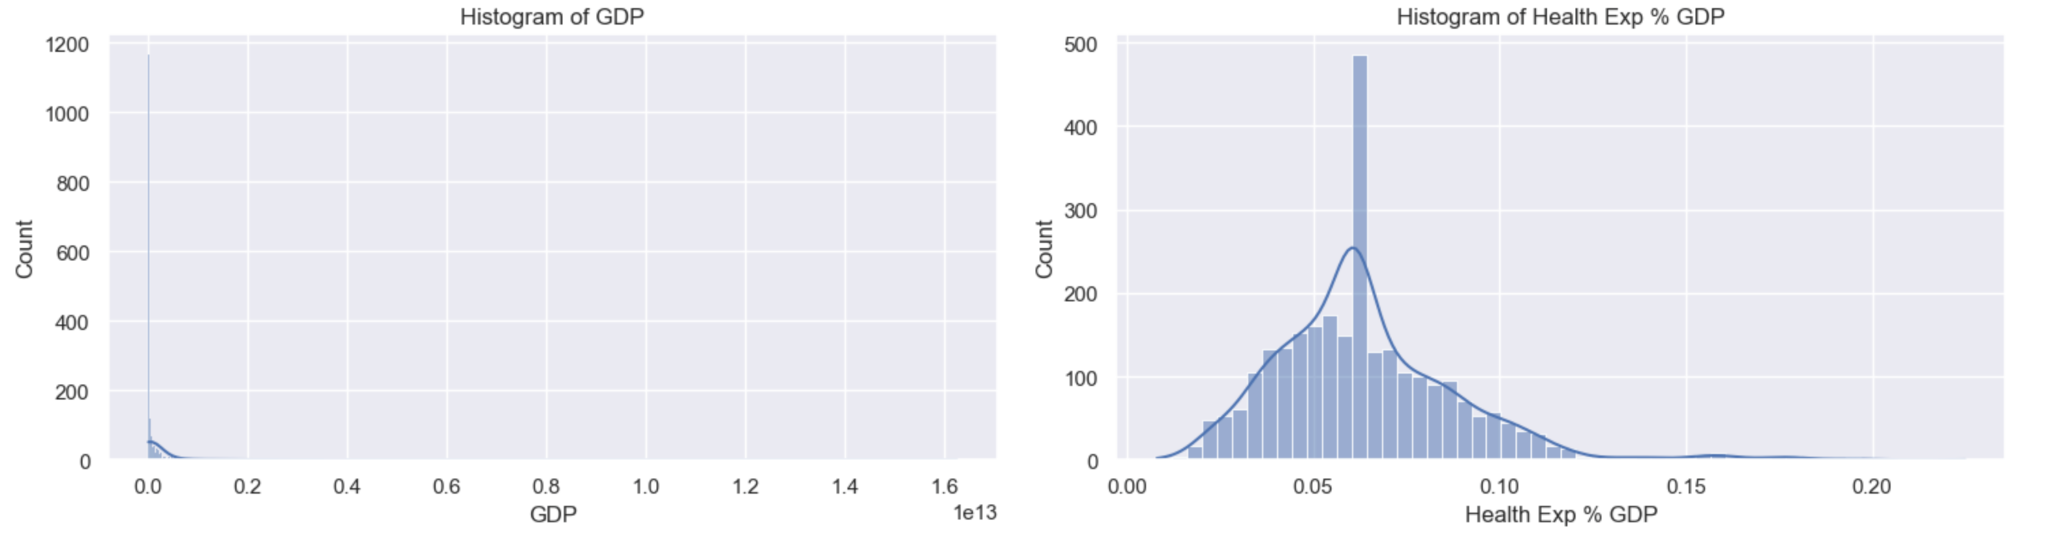 Histogram of GDP
1200
1000
800
600
400
200
0
Count
0.0 0.2 0.4 0.6 0.8 1.0 1.2 1.4 1.6
1e13
GDP
Histogram of Health Exp % GDP
500
400
300
200
100
0
Count
0.00 0.05 0.10 0.15 0.20
Health Exp % GDP